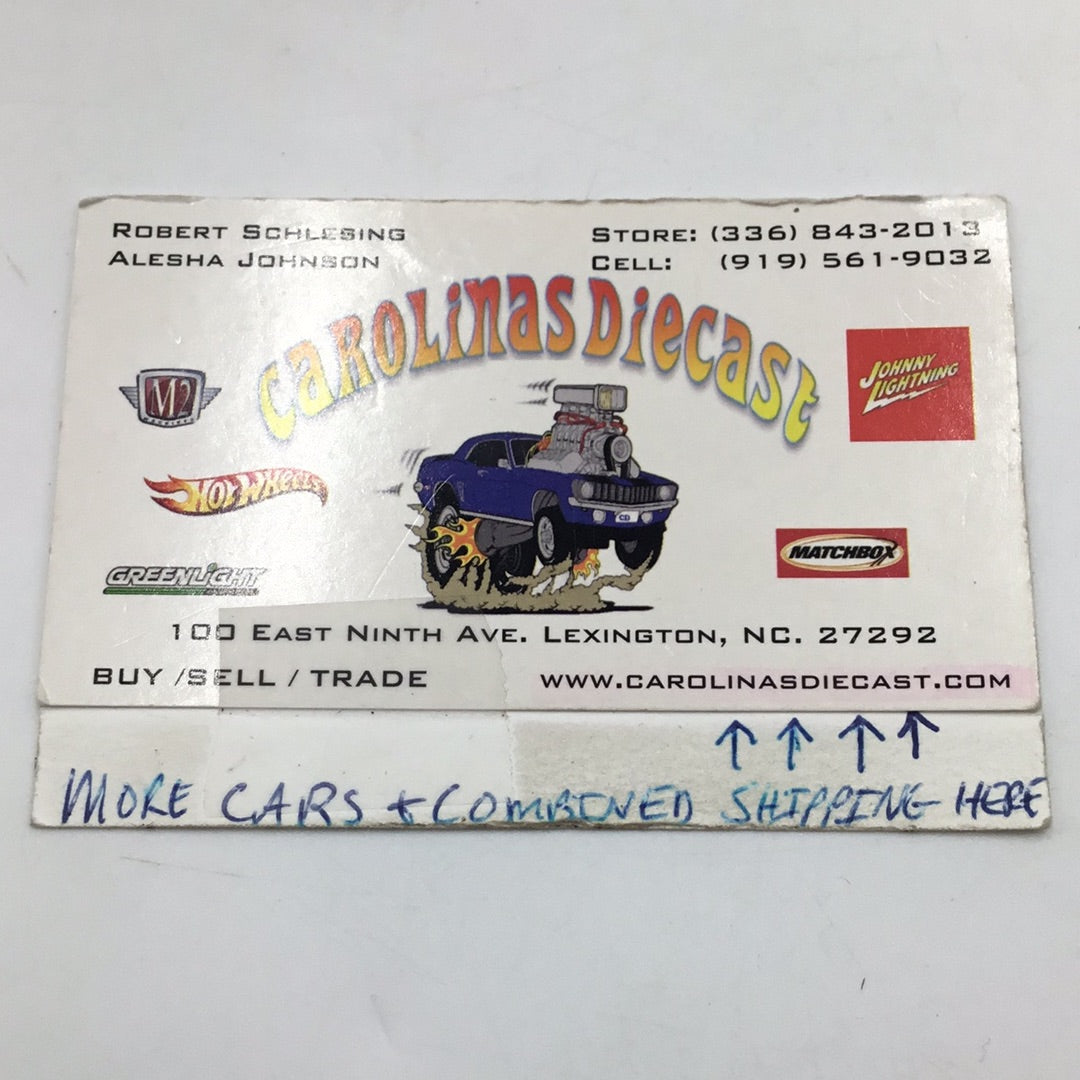 ROBERT SCHLESING
ALESHA JOHNSON
STORE: (336) 843-2013
CELL: (919) 561-9032
CAROLINAS DIECAST
M2
JOHNNY LIGHTNING
HOT WHEELS
MATCHBOX
GREENLIGHT
CD
100 EAST NINTH AVE. LEXINGTON, NC. 27292
BUY /SELL / TRADE
WWW.CAROLINASDIECAST.COM
MORE CARS + COMBINED SHIPPING HERE